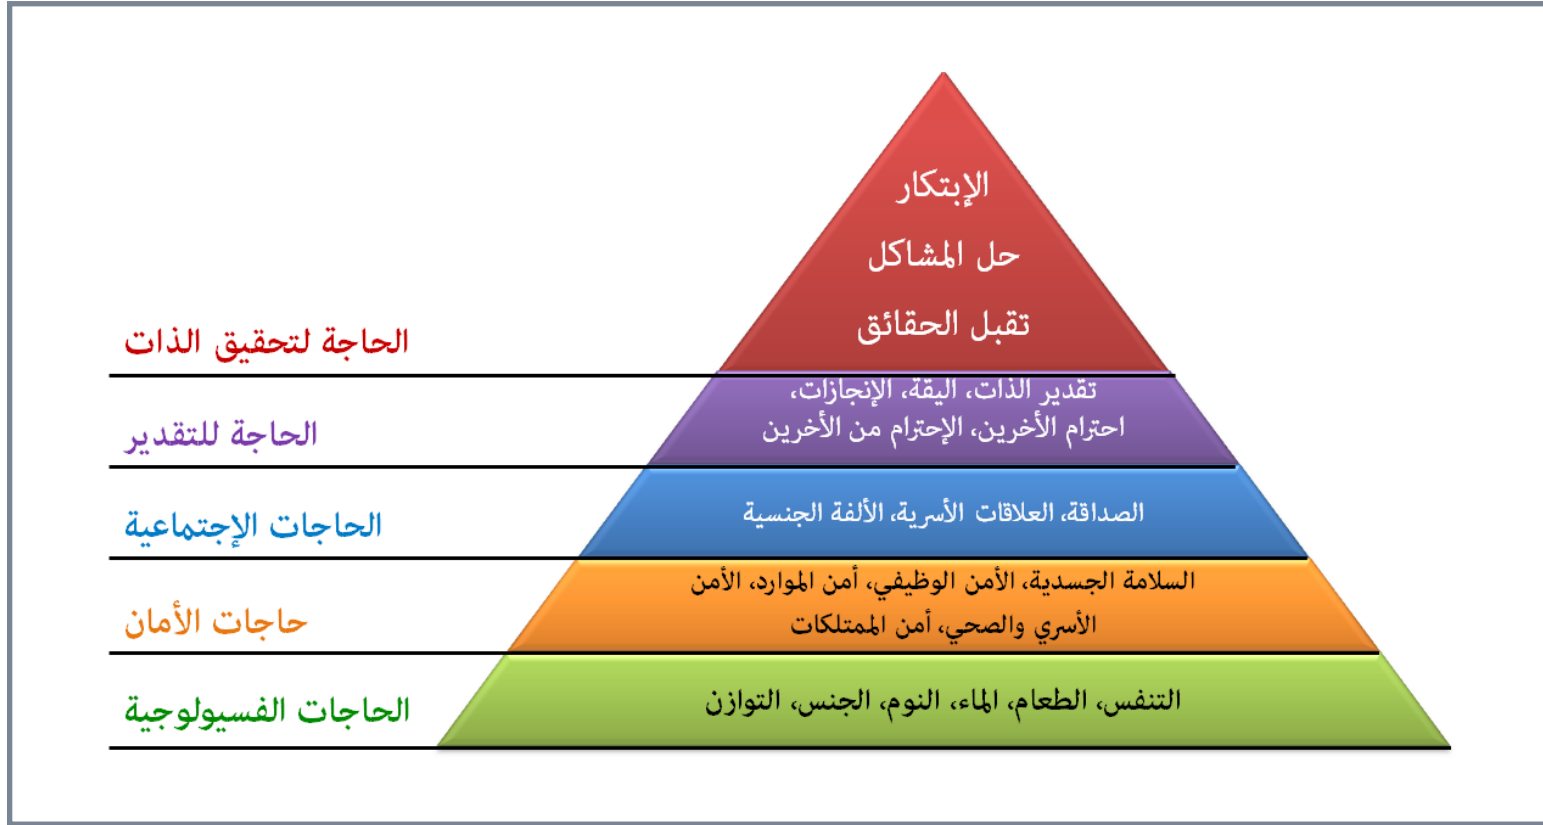 الإبتكار
حل المشاكل
تقبل الحقائق
الحاجة لتحقيق الذات
تقدير الذات، اليقة، الإنجازات،
احترام الأخرين، الإحترام من الأخرين
الحاجة للتقدير
الصداقة، العلاقات الأسرية، الألفة الجنسية
الحاجات الإجتماعية
السلامة الجسدية، الأمن الوظيفي، أمن الموارد، الأمن
الأسري والصحي، أمن الممتلكات
حاجات الأمان
التنفس، الطعام، الماء، النوم، الجنس، التوازن
الحاجات الفسيولوجية